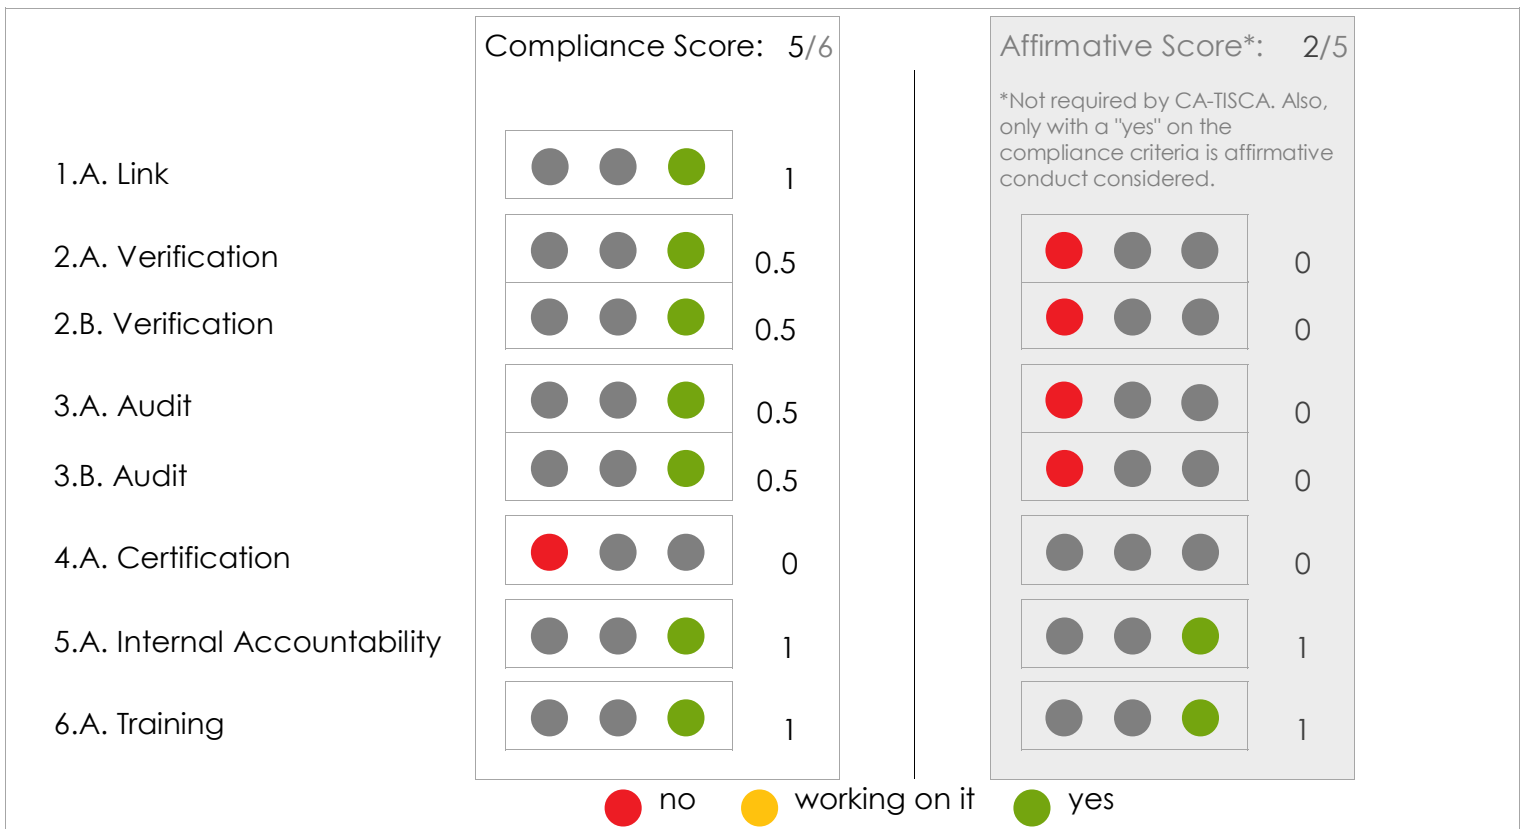 Compliance Score: 5/6
Affirmative Score*: 2/5
*Not required by CA-TISCA. Also,
only with a "yes" on the
compliance criteria is affirmative
conduct considered.
1.A. Link 1
2.A. Verification 0.5 0
2.B. Verification 0.5 0
3.A. Audit 0.5 0
3.B. Audit 0.5 0
4.A. Certification 0 0
5.A. Internal Accountability 1 1
6.A. Training 1 1
no working on it yes